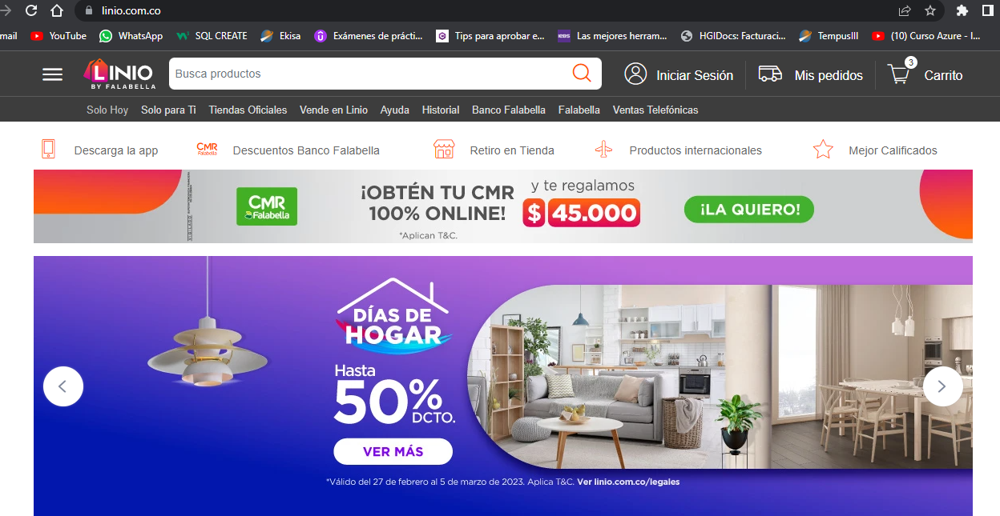 linio.com.co
mail YouTube WhatsApp SQL CREATE Ekisa Exámenes de prácti... Tips para aprobar e... Las mejores herram... HGIDocs: Facturaci... TempusIII (10) Curso Azure - I...
LINIO
BY FALABELLA
Busca productos
Iniciar Sesión
Mis pedidos
3
Carrito
Solo Hoy Solo para Ti Tiendas Oficiales Vende en Linio Ayuda Historial Banco Falabella Falabella Ventas Telefónicas
Descarga la app
CMR
Falabella
Descuentos Banco Falabella
Retiro en Tienda
Productos internacionales
Mejor Calificados
VIGILADO
CMR
Falabella
¡OBTÉN TU CMR
100% ONLINE!
*Aplican T&C.
y te regalamos
$ 45.000
¡LA QUIERO!
DÍAS DE
HOGAR
Hasta
50%
DCTO.
VER MÁS
*Válido del 27 de febrero al 5 de marzo de 2023. Aplica T&C. Ver linio.com.co/legales